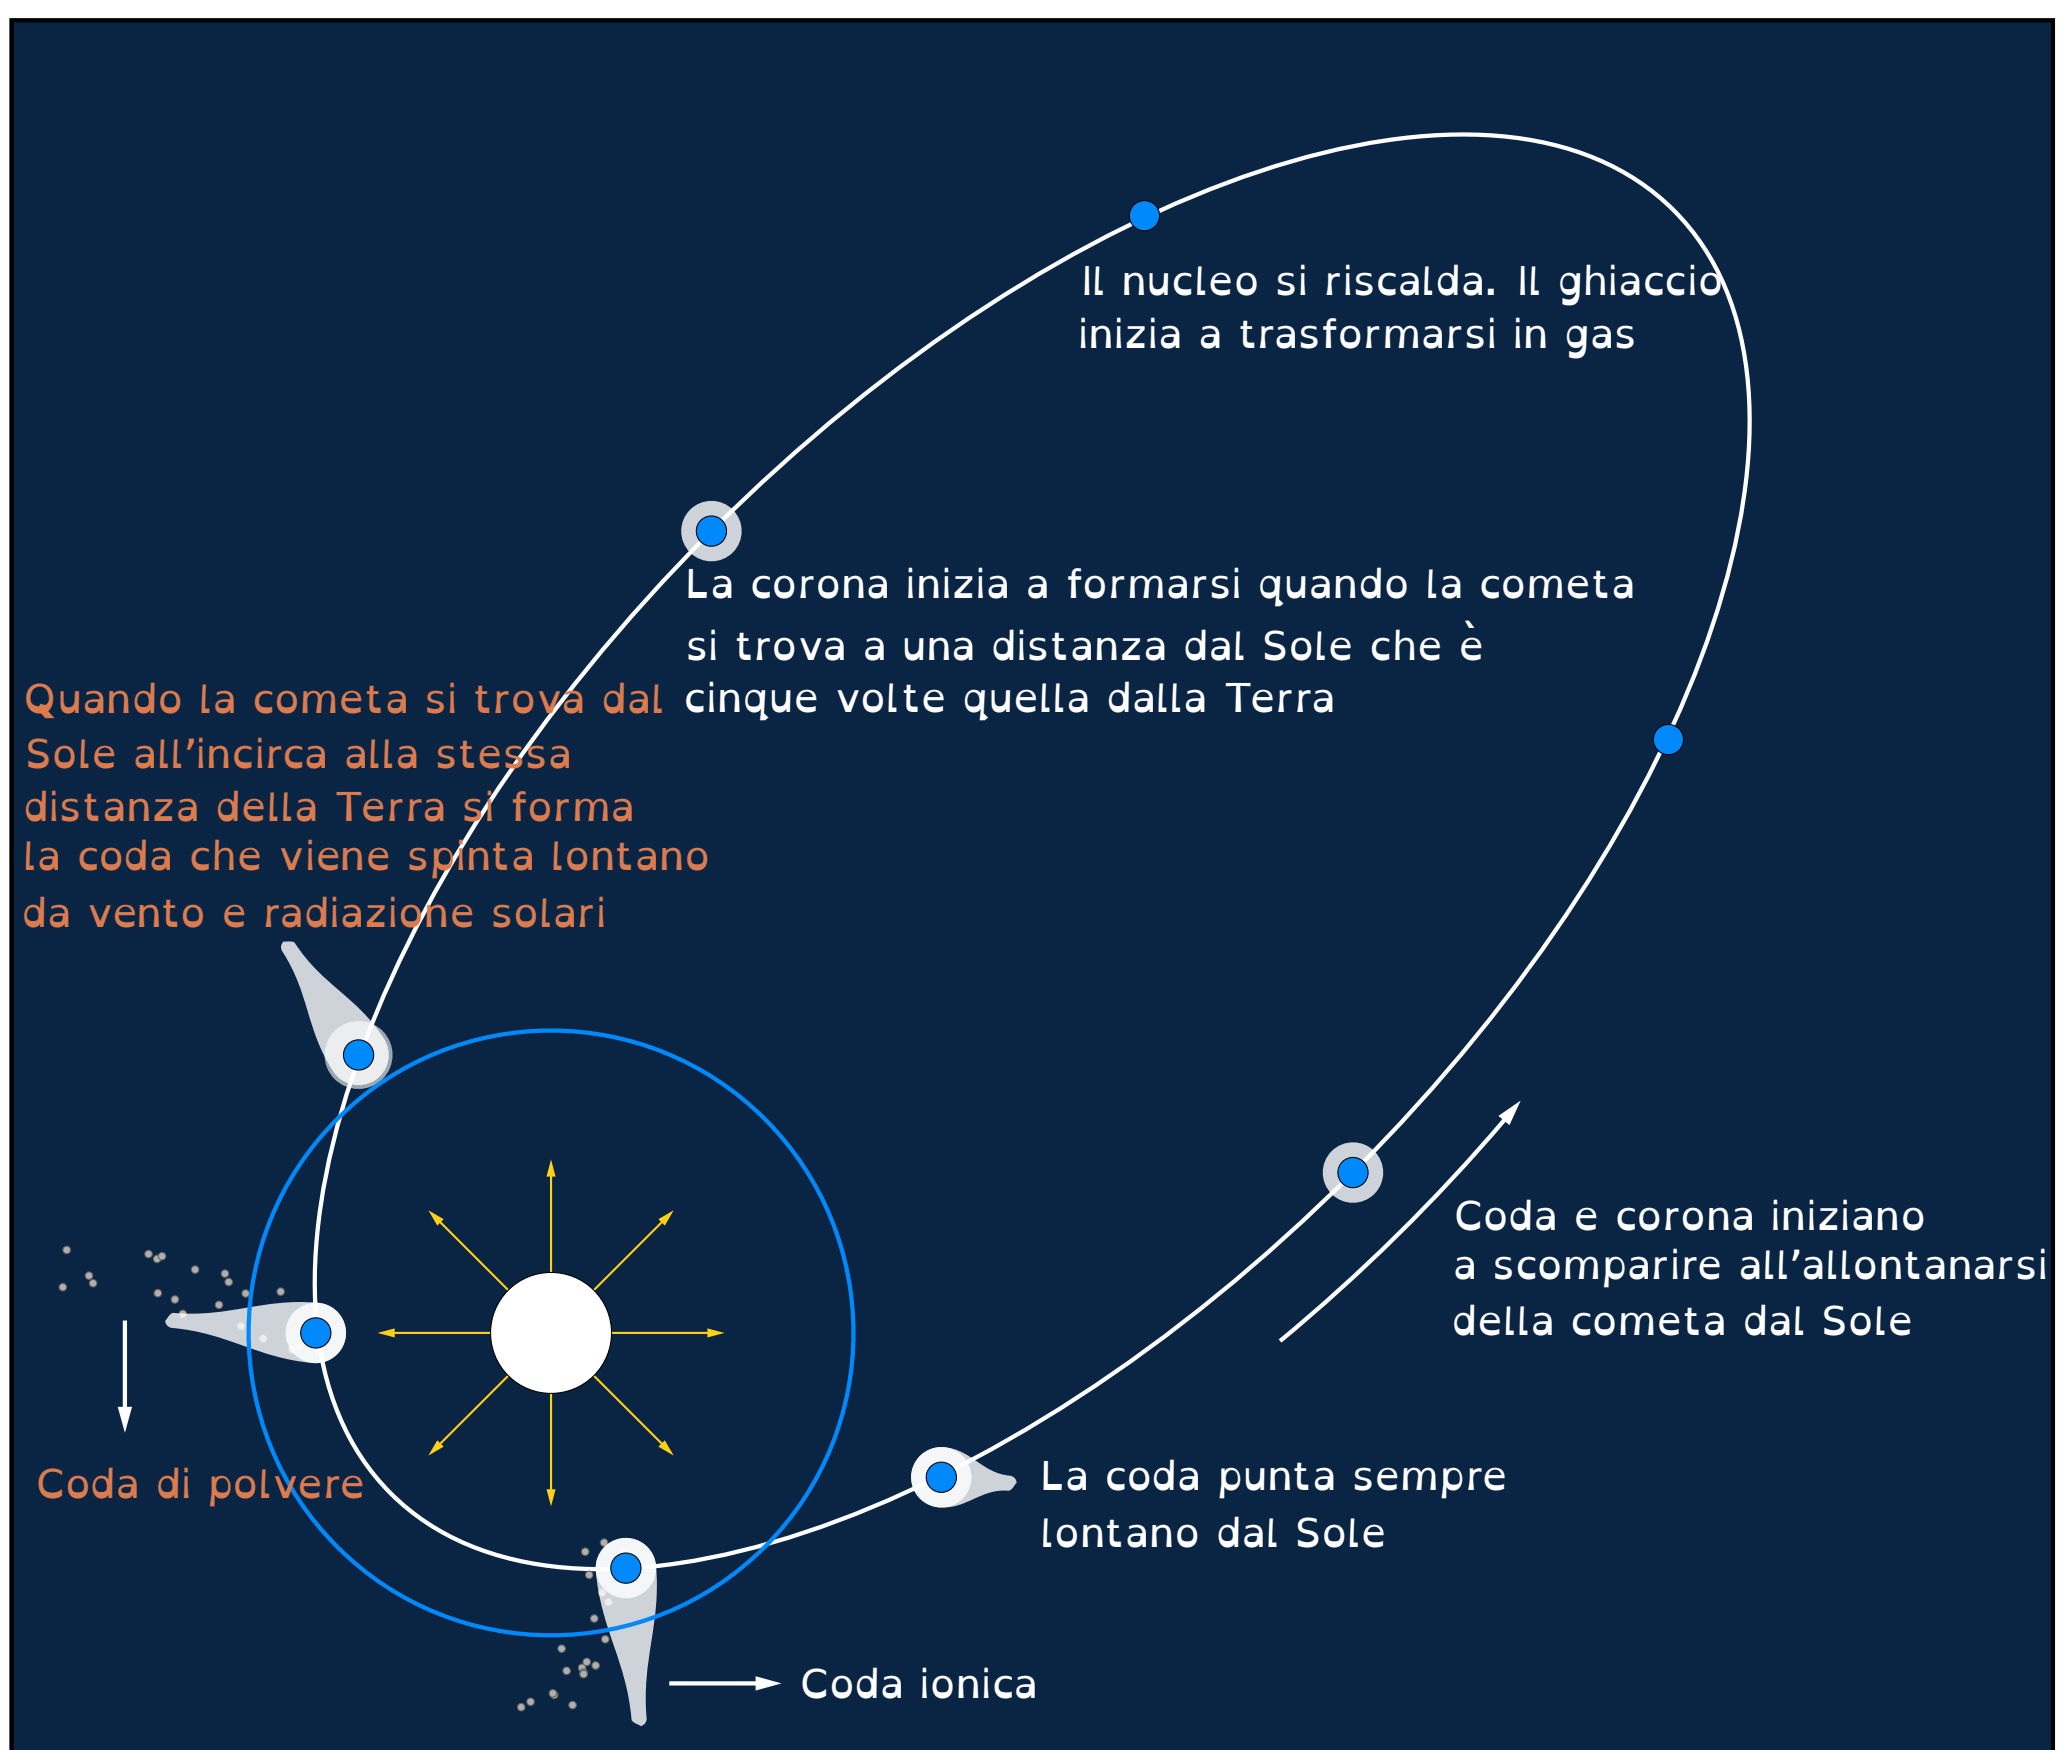 Il nucleo si riscalda. Il ghiaccio
inizia a trasformarsi in gas
La corona inizia a formarsi quando la cometa
si trova a una distanza dal Sole che è
cinque volte quella dalla Terra
Quando la cometa si trova dal
Sole all’incirca alla stessa
distanza della Terra si forma
la coda che viene spinta lontano
da vento e radiazione solari
Coda e corona iniziano
a scomparire all’allontanarsi
della cometa dal Sole
La coda punta sempre
lontano dal Sole
Coda di polvere
Coda ionica